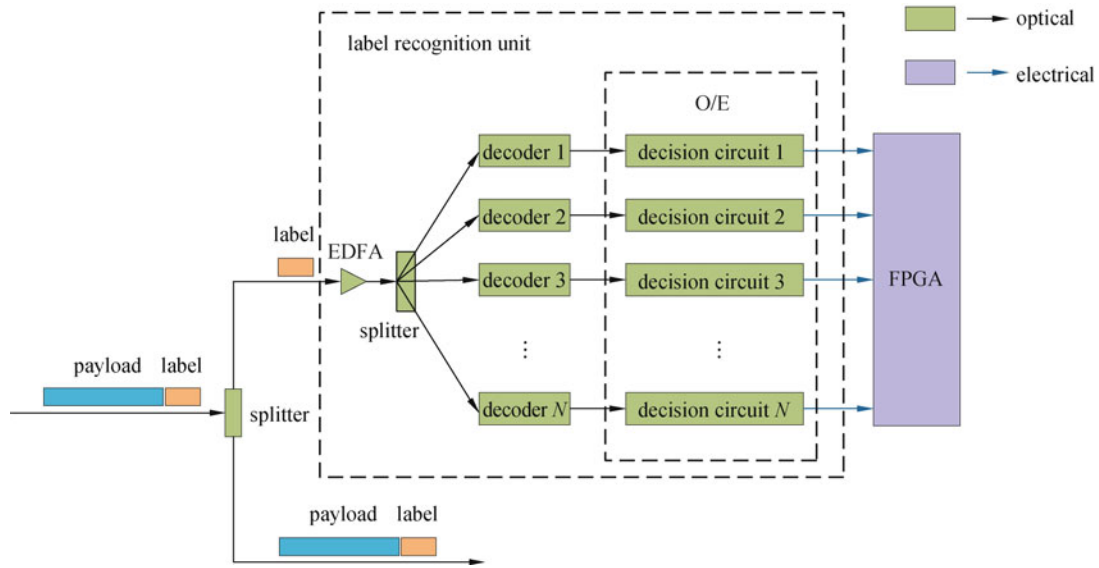 optical
label recognition unit
electrical
O/E
decoder 1
decision circuit 1
decoder 2
decision circuit 2
label
EDFA
decoder 3
decision circuit 3
FPGA
splitter
payload
label
⋮
⋮
splitter
decoder N
decision circuit N
payload
label